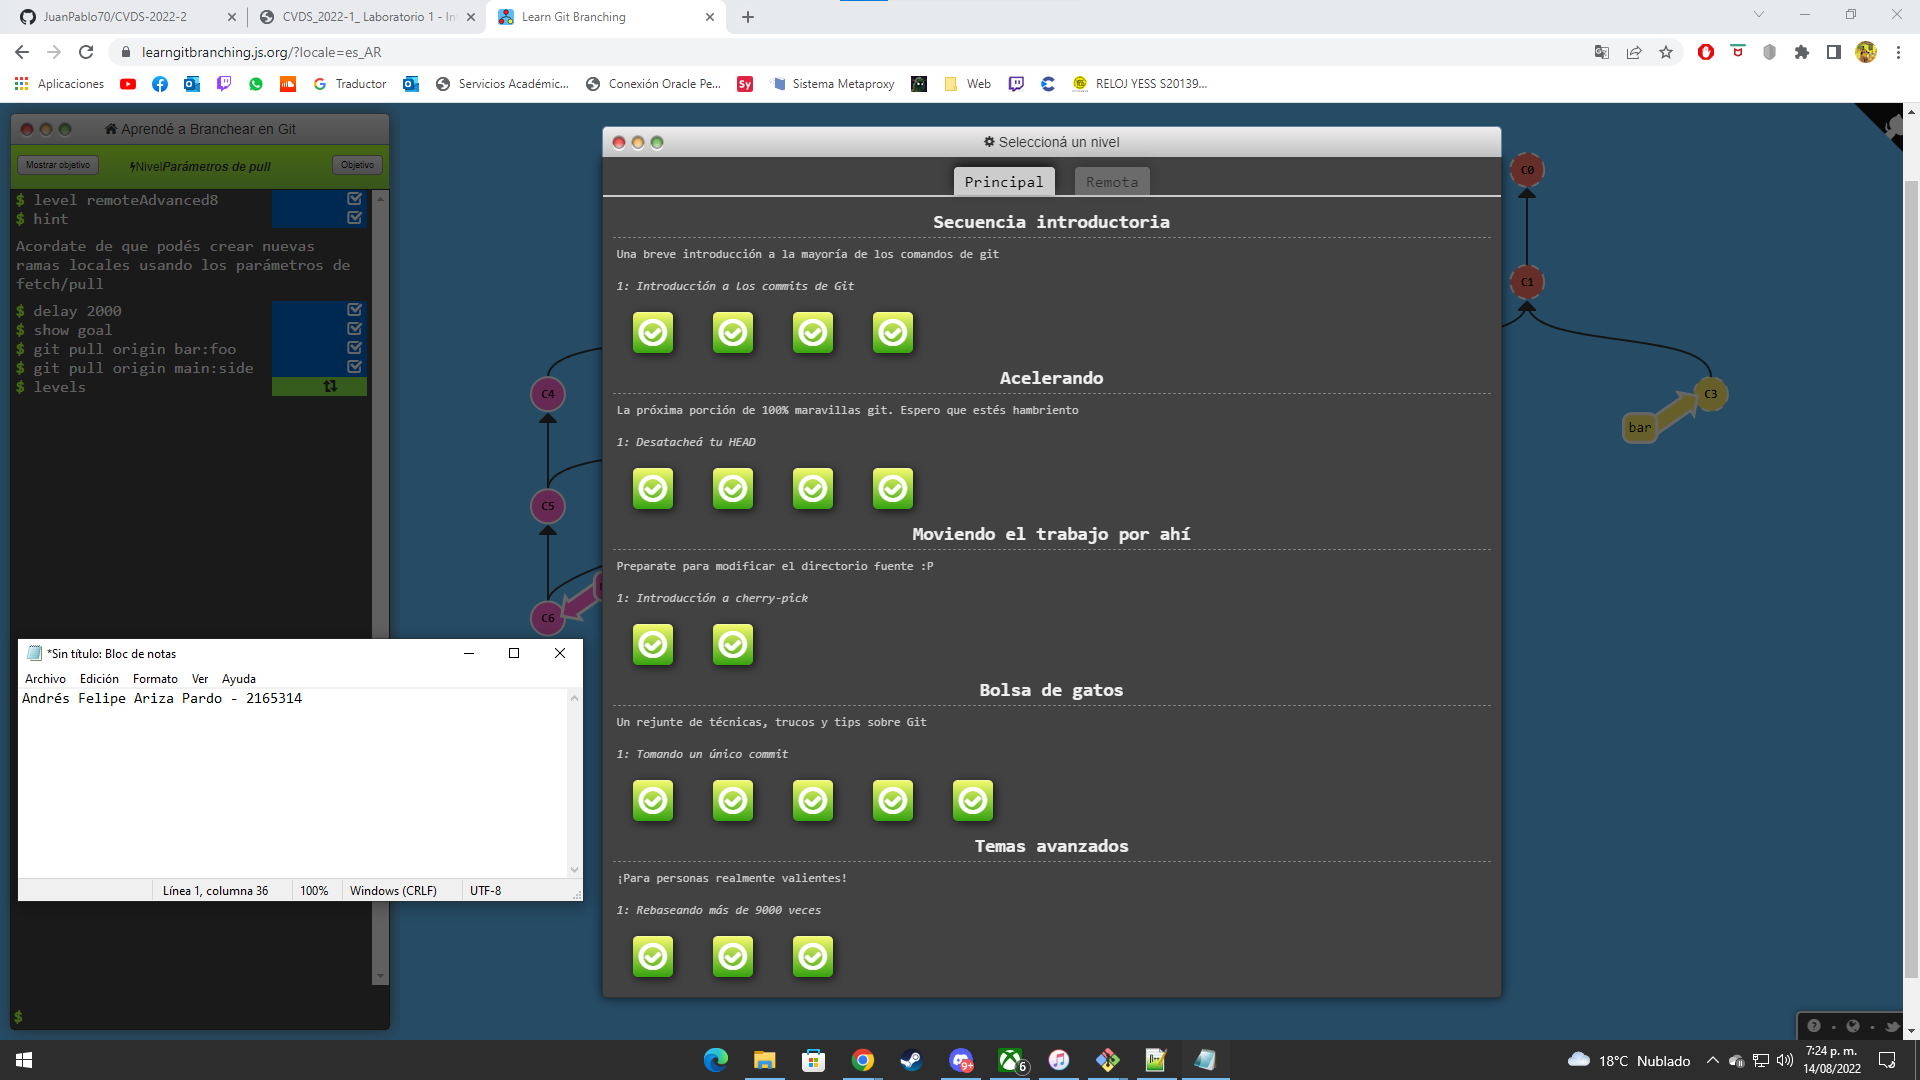 JuanPablo70/CVDS-2022-2
CVDS_2022-1_ Laboratorio 1 - In
Learn Git Branching
learngitbranching.js.org/?locale=es_AR
Aplicaciones
Traductor
Servicios Académic...
Conexión Oracle Pe...
Sy
Sistema Metaproxy
Web
RELOJ YESS S20139...
Aprendé a Branchear en Git
Mostrar objetivo
Nivel Parámetros de pull
Objetivo
$ level remoteAdvanced8
$ hint
Acordate de que podés crear nuevas
ramas locales usando los parámetros de
fetch/pull
$ delay 2000
$ show goal
$ git pull origin bar:foo
$ git pull origin main:side
$ levels
$
C4
C5
C6
C0
C1
C3
bar
Seleccioná un nivel
Principal
Remota
Secuencia introductoria
Una breve introducción a la mayoría de los comandos de git
1: Introducción a los commits de Git
Acelerando
La próxima porción de 100% maravillas git. Espero que estés hambriento
1: Desatacheá tu HEAD
Moviendo el trabajo por ahí
Preparate para modificar el directorio fuente :P
1: Introducción a cherry-pick
Bolsa de gatos
Un rejunte de técnicas, trucos y tips sobre Git
1: Tomando un único commit
Temas avanzados
¡Para personas realmente valientes!
1: Rebaseando más de 9000 veces
*Sin título: Bloc de notas
Archivo
Edición
Formato
Ver
Ayuda
Andrés Felipe Ariza Pardo - 2165314
Línea 1, columna 36
100%
Windows (CRLF)
UTF-8
9+
6
18°C Nublado
7:24 p. m.
14/08/2022